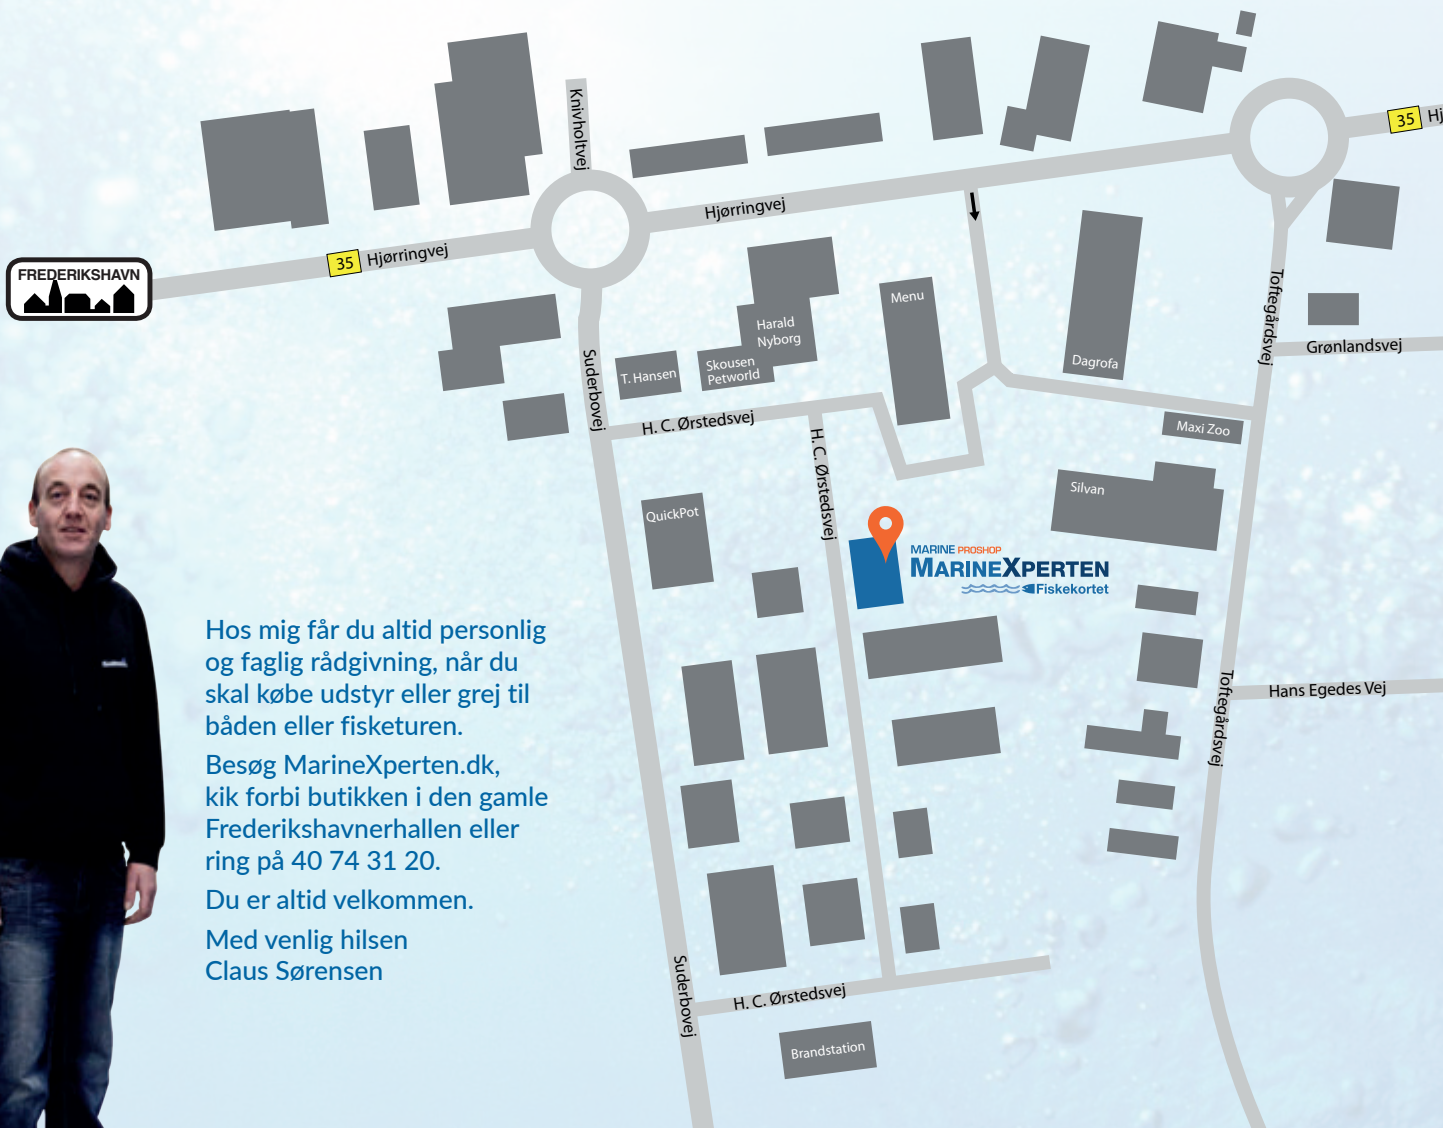 Knivholtvej
35 Hj
Hjørringvej
35 Hjørringvej
FREDERIKSHAVN
Menu
Harald
Nyborg
Skousen
Petworld
T. Hansen
Dagrofa
Toftegårdsvej
Grønlandsvej
Suderbovej
H. C. Ørstedsvej
H. C. Ørstedsvej
Maxi Zoo
Silvan
QuickPot
MARINE PROSHOP
MARINEXPERTEN
Fiskekortet
Hos mig får du altid personlig
og faglig rådgivning, når du
skal købe udstyr eller grej til
båden eller fisketuren.
Besøg MarineXperten.dk,
kik forbi butikken i den gamle
Frederikshavnerhallen eller
ring på 40 74 31 20.
Du er altid velkommen.
Med venlig hilsen
Claus Sørensen
Toftegårdsvej
Hans Egedes Vej
Suderbovej
H. C. Ørstedsvej
Brandstation